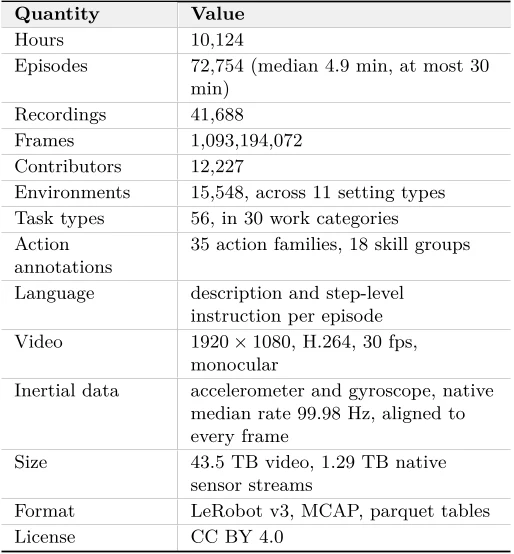 Quantity Value
Hours 10,124
Episodes 72,754 (median 4.9 min, at most 30
min)
Recordings 41,688
Frames 1,093,194,072
Contributors 12,227
Environments 15,548, across 11 setting types
Task types 56, in 30 work categories
Action 35 action families, 18 skill groups
annotations
Language description and step-level
instruction per episode
Video 1920 × 1080, H.264, 30 fps,
monocular
Inertial data accelerometer and gyroscope, native
median rate 99.98 Hz, aligned to
every frame
Size 43.5 TB video, 1.29 TB native
sensor streams
Format LeRobot v3, MCAP, parquet tables
License CC BY 4.0